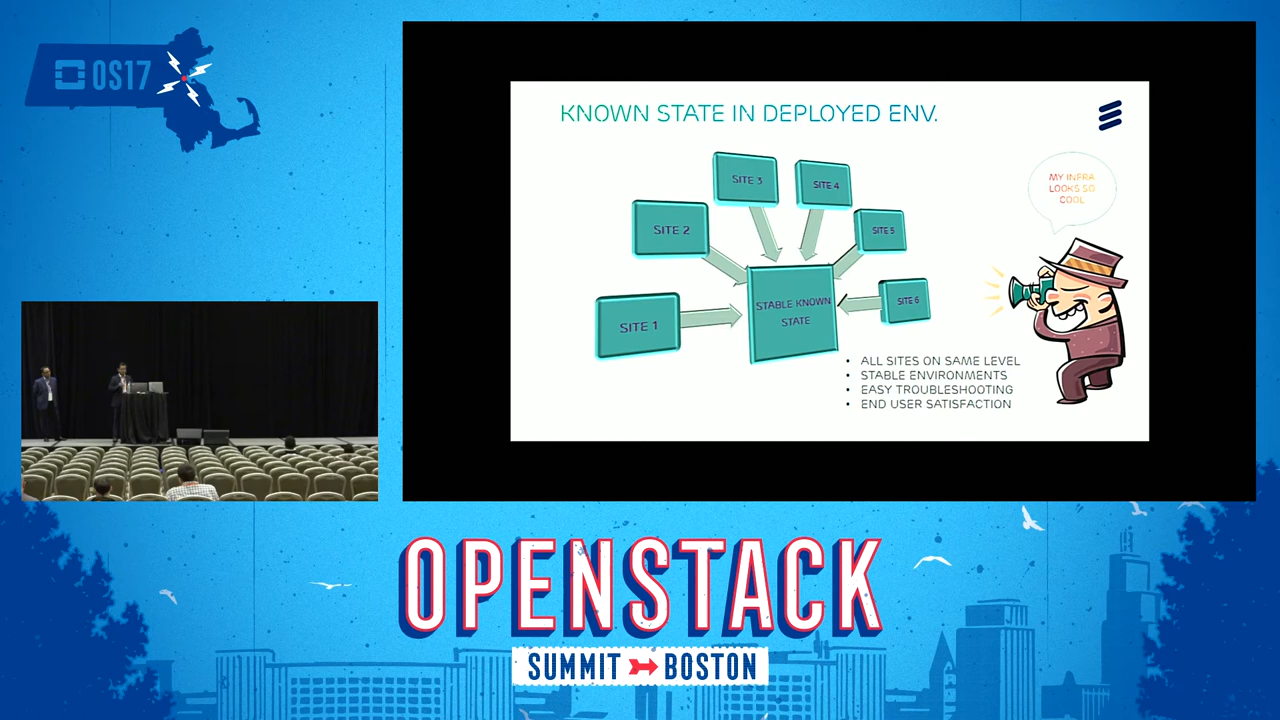 OS17
KNOWN STATE IN DEPLOYED ENV.
SITE 3
SITE 4
MY INFRA
LOOKS SO
COOL
SITE 2
SITE 5
SITE 1
STABLE KNOWN
STATE
SITE 6
• ALL SITES ON SAME LEVEL
• STABLE ENVIRONMENTS
• EASY TROUBLESHOOTING
• END USER SATISFACTION
OPENSTACK
SUMMIT BOSTON